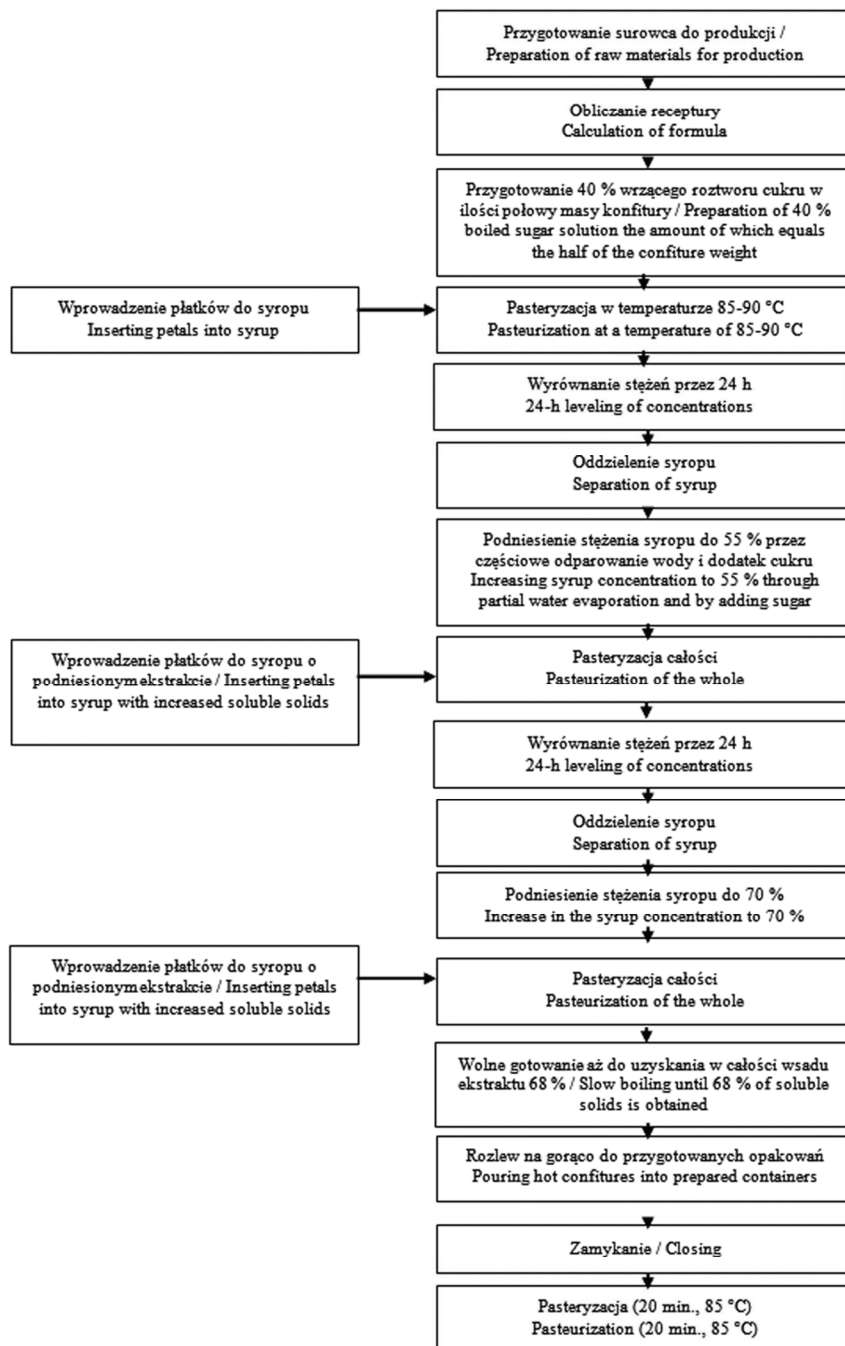 Przygotowanie surowca do produkcji /
Preparation of raw materials for production
Obliczanie receptury
Calculation of formula
Przygotowanie 40 % wrzącego roztworu cukru w
ilości połowy masy konfitury / Preparation of 40 %
boiled sugar solution the amount of which equals
the half of the confiture weight
Wprowadzenie płatków do syropu
Inserting petals into syrup
Pasteryzacja w temperaturze 85-90 °C
Pasteurization at a temperature of 85-90 °C
Wyrównanie stężeń przez 24 h
24-h leveling of concentrations
Oddzielenie syropu
Separation of syrup
Podniesienie stężenia syropu do 55 % przez
częściowe odparowanie wody i dodatek cukru
Increasing syrup concentration to 55 % through
partial water evaporation and by adding sugar
Wprowadzenie płatków do syropu o
podniesionym ekstrakcie / Inserting petals
into syrup with increased soluble solids
Pasteryzacja całości
Pasteurization of the whole
Wyrównanie stężeń przez 24 h
24-h leveling of concentrations
Oddzielenie syropu
Separation of syrup
Podniesienie stężenia syropu do 70 %
Increase in the syrup concentration to 70 %
Wprowadzenie płatków do syropu o
podniesionym ekstrakcie / Inserting petals
into syrup with increased soluble solids
Pasteryzacja całości
Pasteurization of the whole
Wolne gotowanie aż do uzyskania w całości wsadu
ekstraktu 68 % / Slow boiling until 68 % of soluble
solids is obtained
Rozlew na gorąco do przygotowanych opakowań
Pouring hot confitures into prepared containers
Zamykanie / Closing
Pasteryzacja (20 min., 85 °C)
Pasteurization (20 min., 85 °C)